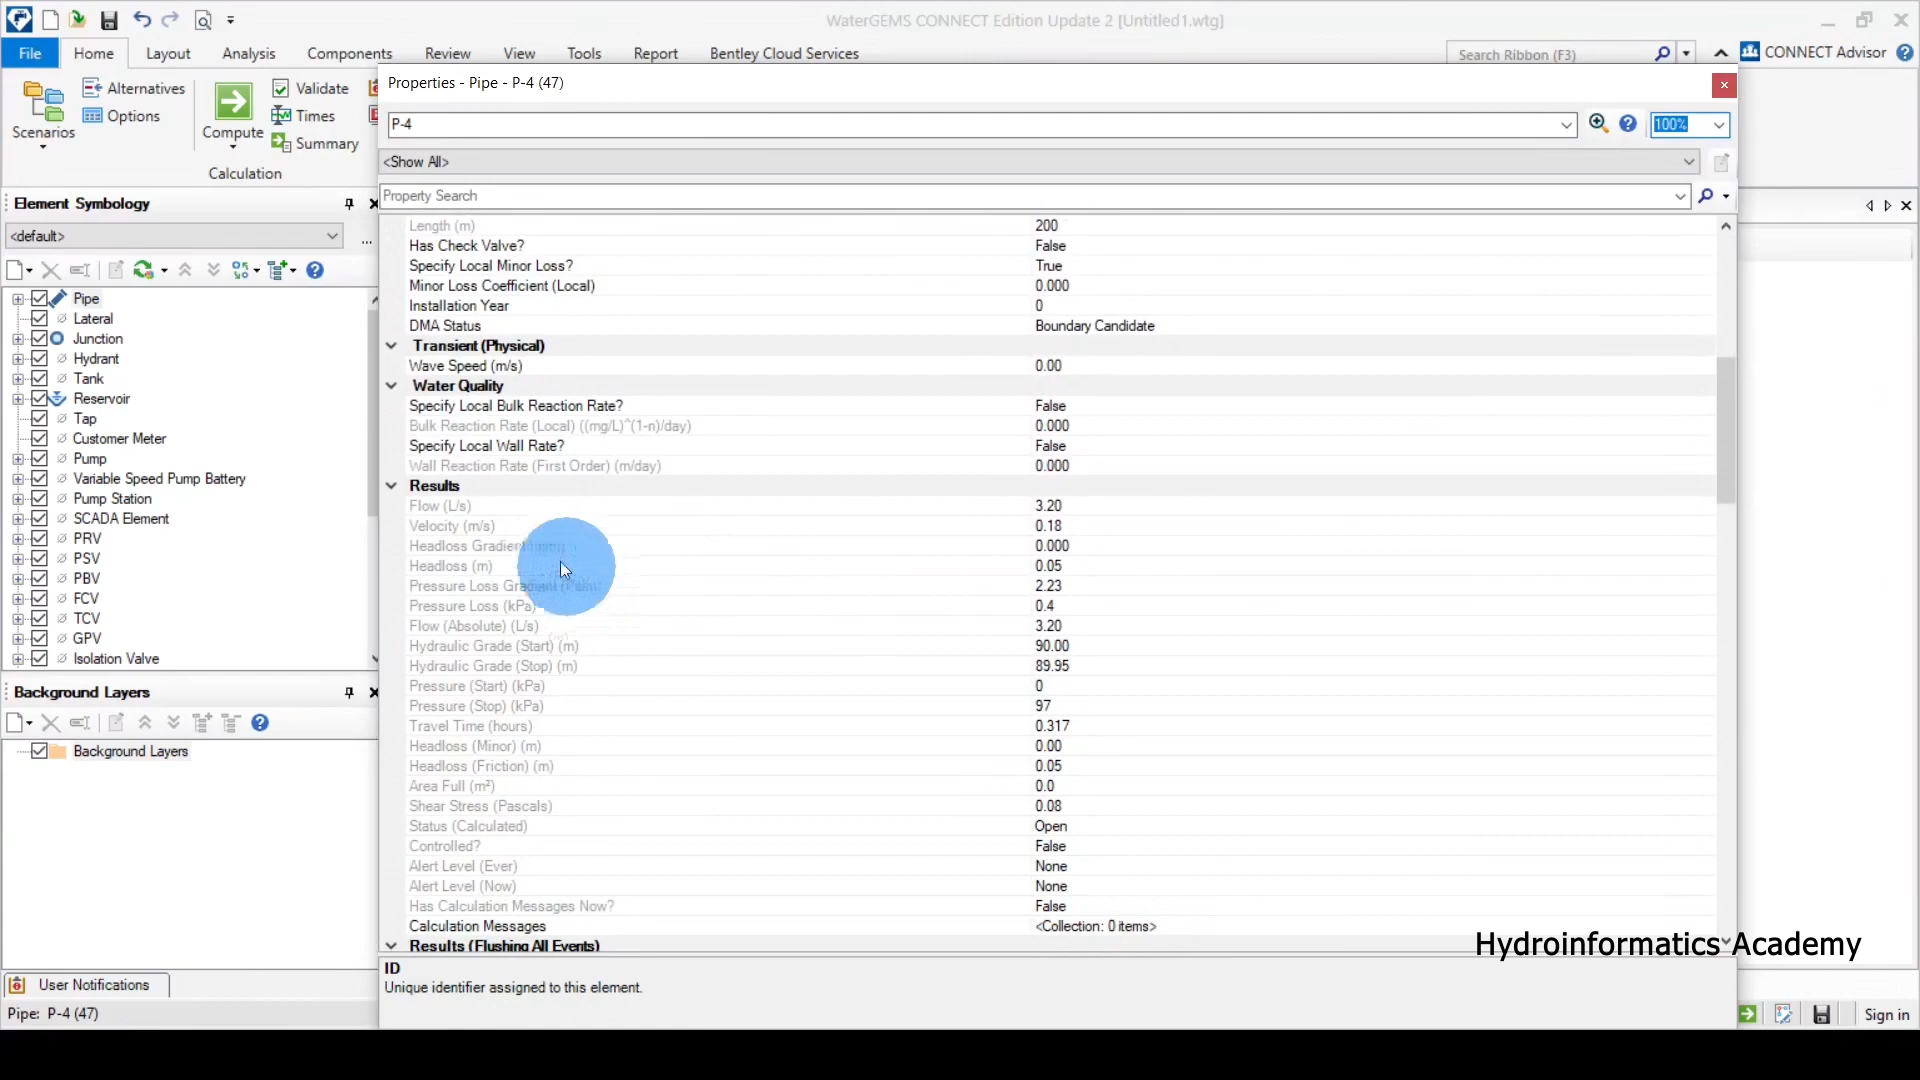 WaterGEMS CONNECT Edition Update 2 [Untitled1.wtg]
File Home Layout Analysis Components Review View Tools Report Bentley Cloud Services
Search Ribbon (F3)
CONNECT Advisor
Scenarios
Alternatives
Options
Compute
Validate
Times
Summary
Calculation
Properties - Pipe - P-4 (47)
P-4
100%
<Show All>
Property Search
Element Symbology
<default>
...
Pipe
Lateral
Junction
Hydrant
Tank
Reservoir
Tap
Customer Meter
Pump
Variable Speed Pump Battery
Pump Station
SCADA Element
PRV
PSV
PBV
FCV
TCV
GPV
Isolation Valve
Background Layers
Background Layers
User Notifications
Pipe: P-4 (47)
Length (m) 200
Has Check Valve? False
Specify Local Minor Loss? True
Minor Loss Coefficient (Local) 0.000
Installation Year 0
DMA Status Boundary Candidate
Transient (Physical)
Wave Speed (m/s) 0.00
Water Quality
Specify Local Bulk Reaction Rate? False
Bulk Reaction Rate (Local) ((mg/L)^(1-n)/day) 0.000
Specify Local Wall Rate? False
Wall Reaction Rate (First Order) (m/day) 0.000
Results
Flow (L/s) 3.20
Velocity (m/s) 0.18
Headloss Gradient 0.000
Headloss (m) 0.05
Pressure Loss Gradient 2.23
Pressure Loss (kPa) 0.4
Flow (Absolute) (L/s) 3.20
Hydraulic Grade (Start) (m) 90.00
Hydraulic Grade (Stop) (m) 89.95
Pressure (Start) (kPa) 0
Pressure (Stop) (kPa) 97
Travel Time (hours) 0.317
Headloss (Minor) (m) 0.00
Headloss (Friction) (m) 0.05
Area Full (m²) 0.0
Shear Stress (Pascals) 0.08
Status (Calculated) Open
Controlled? False
Alert Level (Ever) None
Alert Level (Now) None
Has Calculation Messages Now? False
Calculation Messages <Collection: 0 items>
Results (Flushing All Events)
ID
Unique identifier assigned to this element.
Hydroinformatics Academy
Sign in